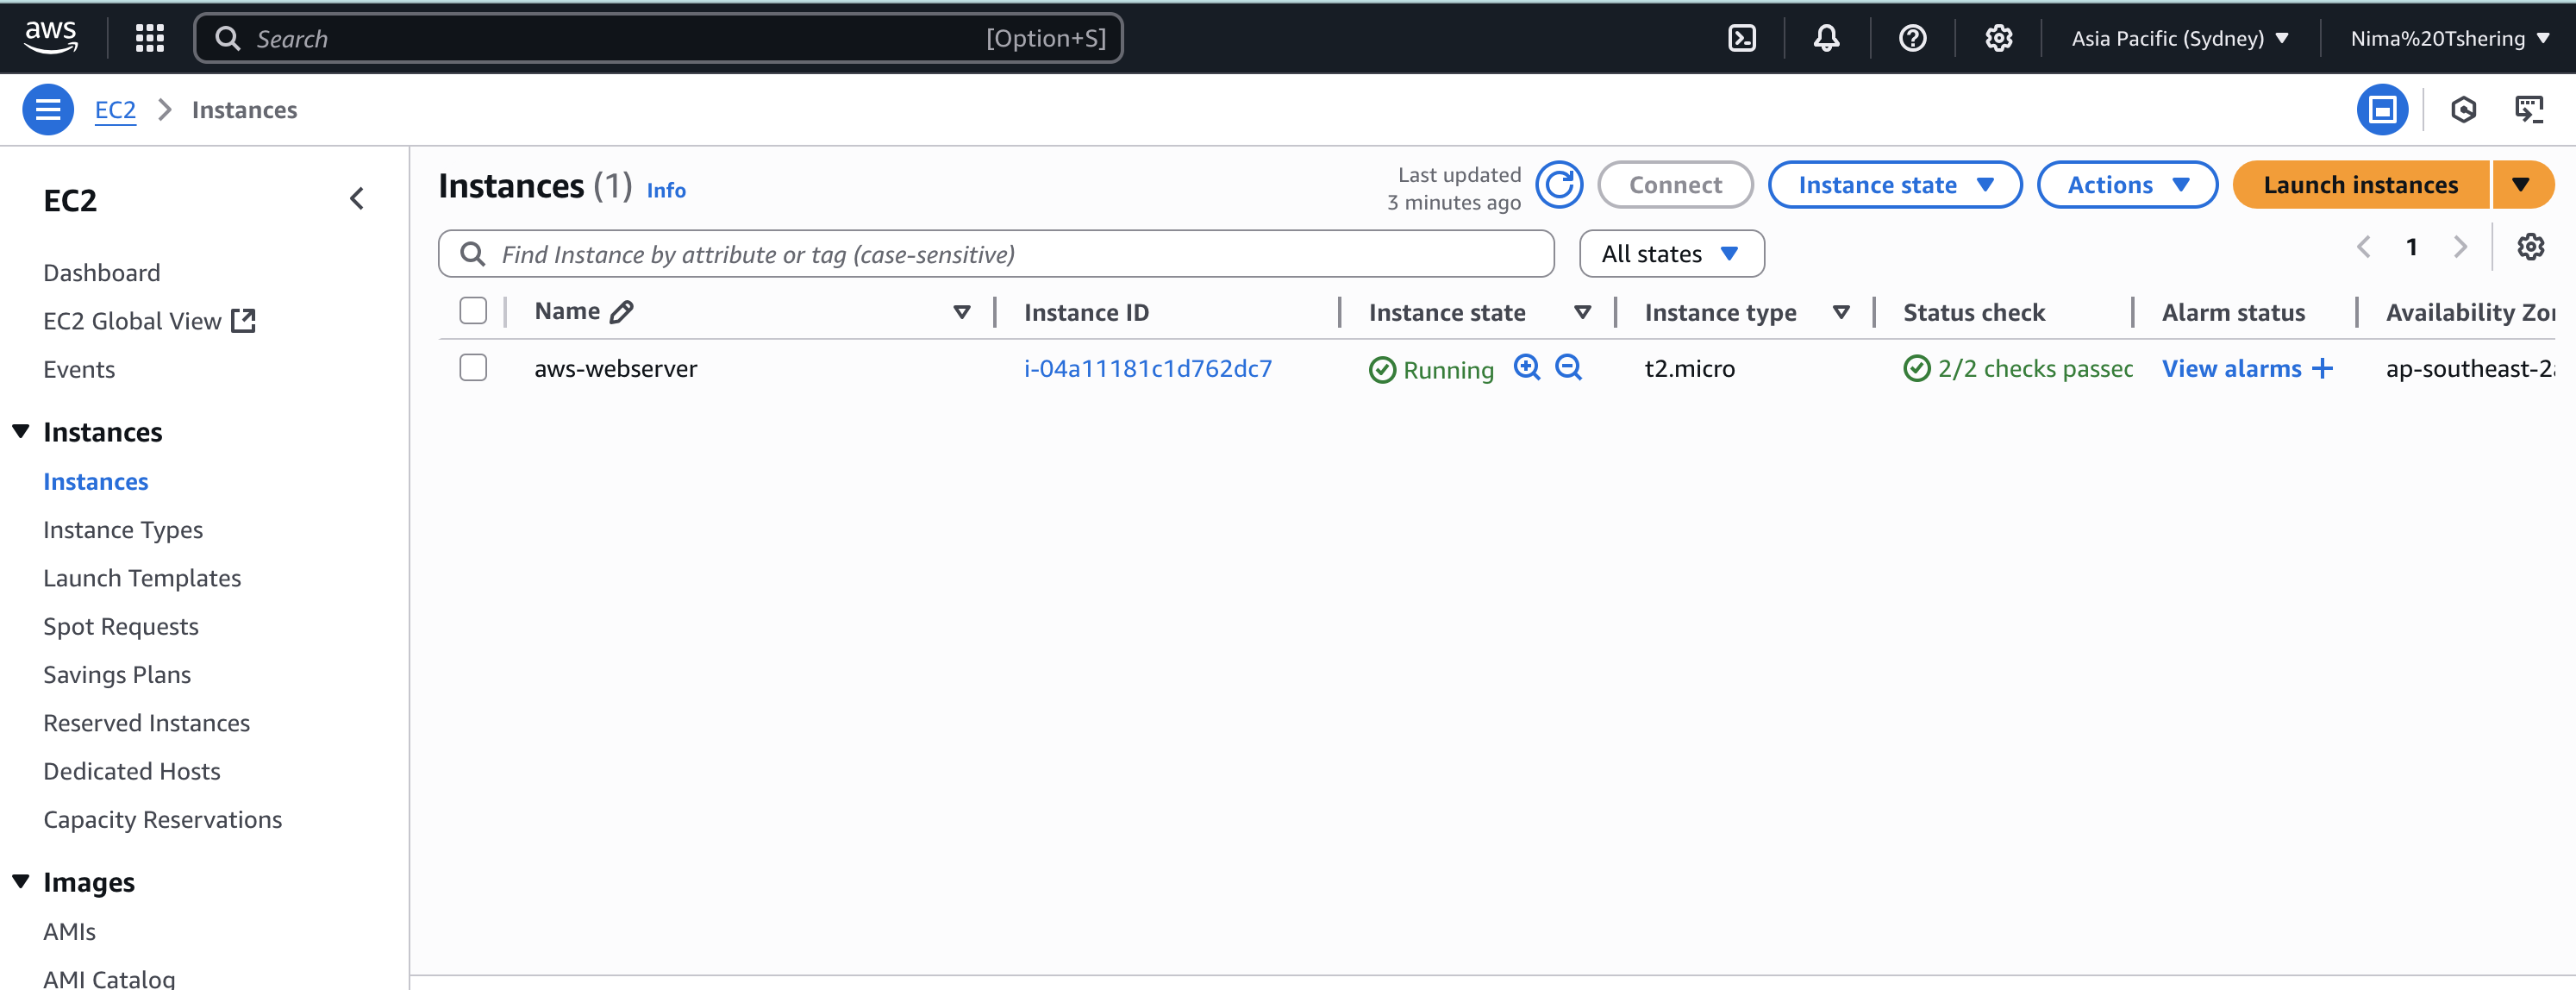 aws
Search [Option+S]
Asia Pacific (Sydney)
Nima%20Tshering
EC2
Instances
EC2
Dashboard
EC2 Global View
Events
Instances
Instances
Instance Types
Launch Templates
Spot Requests
Savings Plans
Reserved Instances
Dedicated Hosts
Capacity Reservations
Images
AMIs
AMI Catalog
Instances (1) Info
Last updated
3 minutes ago
Connect
Instance state
Actions
Launch instances
Find Instance by attribute or tag (case-sensitive)
All states
1
Name Instance ID Instance state Instance type Status check Alarm status Availability Zo
aws-webserver i-04a11181c1d762dc7 Running t2.micro 2/2 checks passed View alarms + ap-southeast-2a